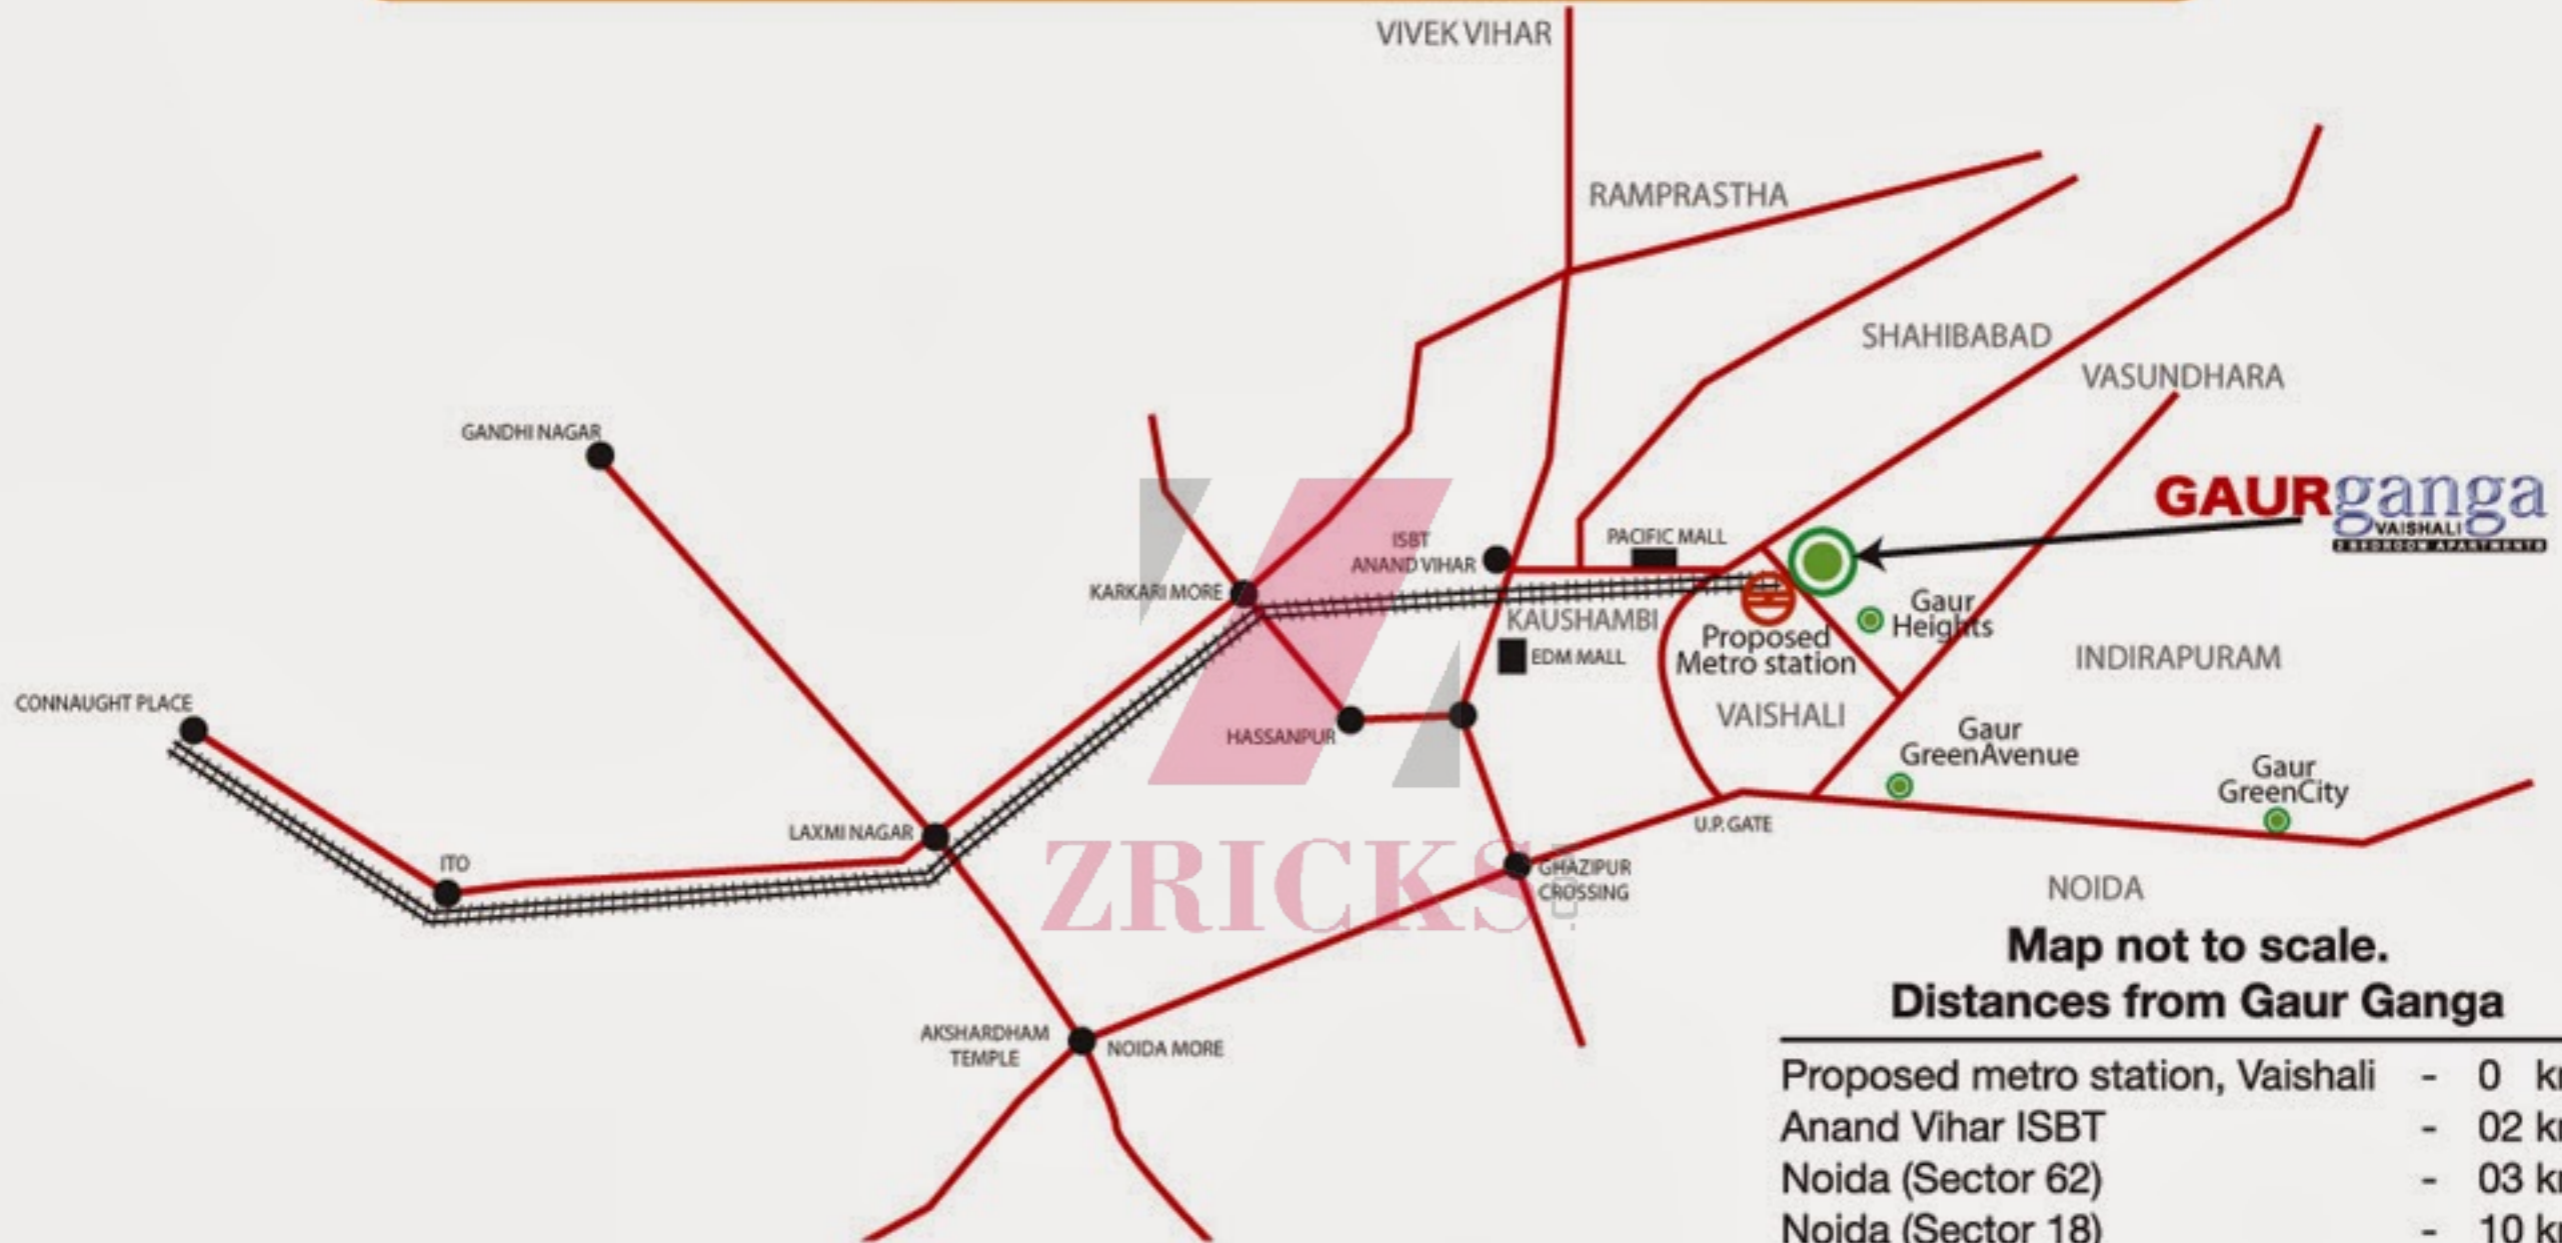 VIVEK VIHAR
RAMPRASTHA
SHAHIBABAD
VASUNDHARA
GANDHI NAGAR
GAURganga
VAISHALI
2 BEDROOM APARTMENTS
ISBT
ANAND VIHAR
PACIFIC MALL
KARKARI MORE
KAUSHAMBI
Gaur
Heights
Proposed
Metro station
EDM MALL
INDIRAPURAM
CONNAUGHT PLACE
VAISHALI
HASSANPUR
Gaur
GreenAvenue
Gaur
GreenCity
LAXMI NAGAR
U.P. GATE
ITO
ZRICKS
GHAZIPUR
CROSSING
NOIDA
AKSHARDHAM
TEMPLE
NOIDA MORE
Map not to scale.
Distances from Gaur Ganga
Proposed metro station, Vaishali - 0 k
Anand Vihar ISBT - 02 k
Noida (Sector 62) - 03 k
Noida (Sector 18) - 10 k